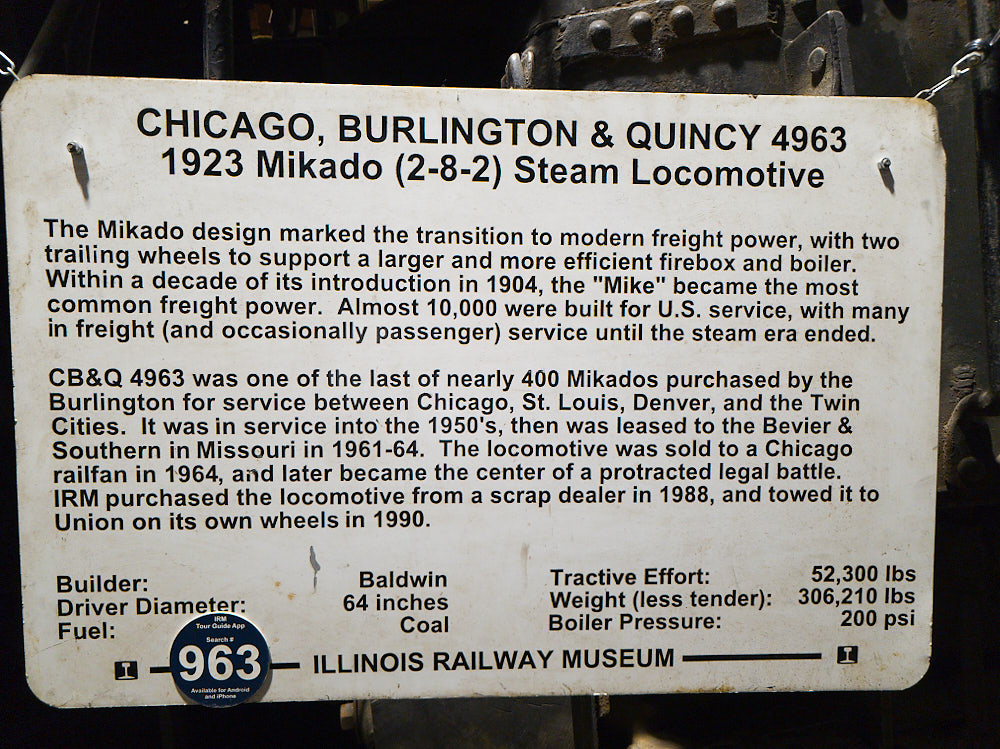 CHICAGO, BURLINGTON & QUINCY 4963
1923 Mikado (2-8-2) Steam Locomotive
The Mikado design marked the transition to modern freight power, with two
trailing wheels to support a larger and more efficient firebox and boiler.
Within a decade of its introduction in 1904, the "Mike" became the most
common freight power. Almost 10,000 were built for U.S. service, with many
in freight (and occasionally passenger) service until the steam era ended.
CB&Q 4963 was one of the last of nearly 400 Mikados purchased by the
Burlington for service between Chicago, St. Louis, Denver, and the Twin
Cities. It was in service into the 1950's, then was leased to the Bevier &
Southern in Missouri in 1961-64. The locomotive was sold to a Chicago
railfan in 1964, and later became the center of a protracted legal battle.
IRM purchased the locomotive from a scrap dealer in 1988, and towed it to
Union on its own wheels in 1990.
Builder: Baldwin
Driver Diameter: 64 inches
Fuel: Coal
Tractive Effort: 52,300 lbs
Weight (less tender): 306,210 lbs
Boiler Pressure: 200 psi
IRM
Tour Guide App
Search #
963
Available for Android
and iPhone
ILLINOIS RAILWAY MUSEUM